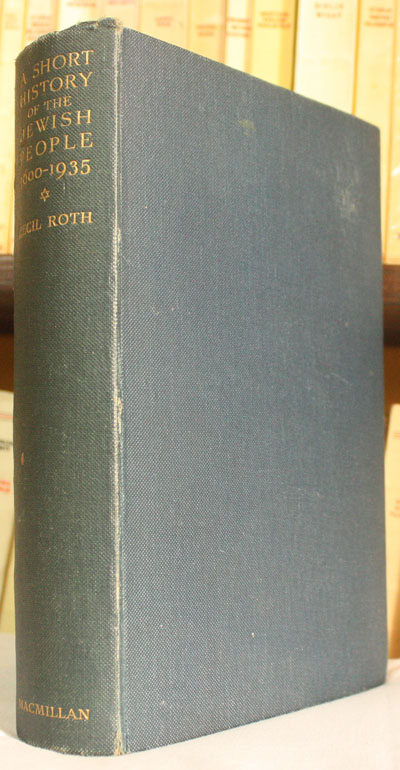 A SHORT
HISTORY
OF THE
JEWISH
PEOPLE
1600-1935
CECIL ROTH
MACMILLAN